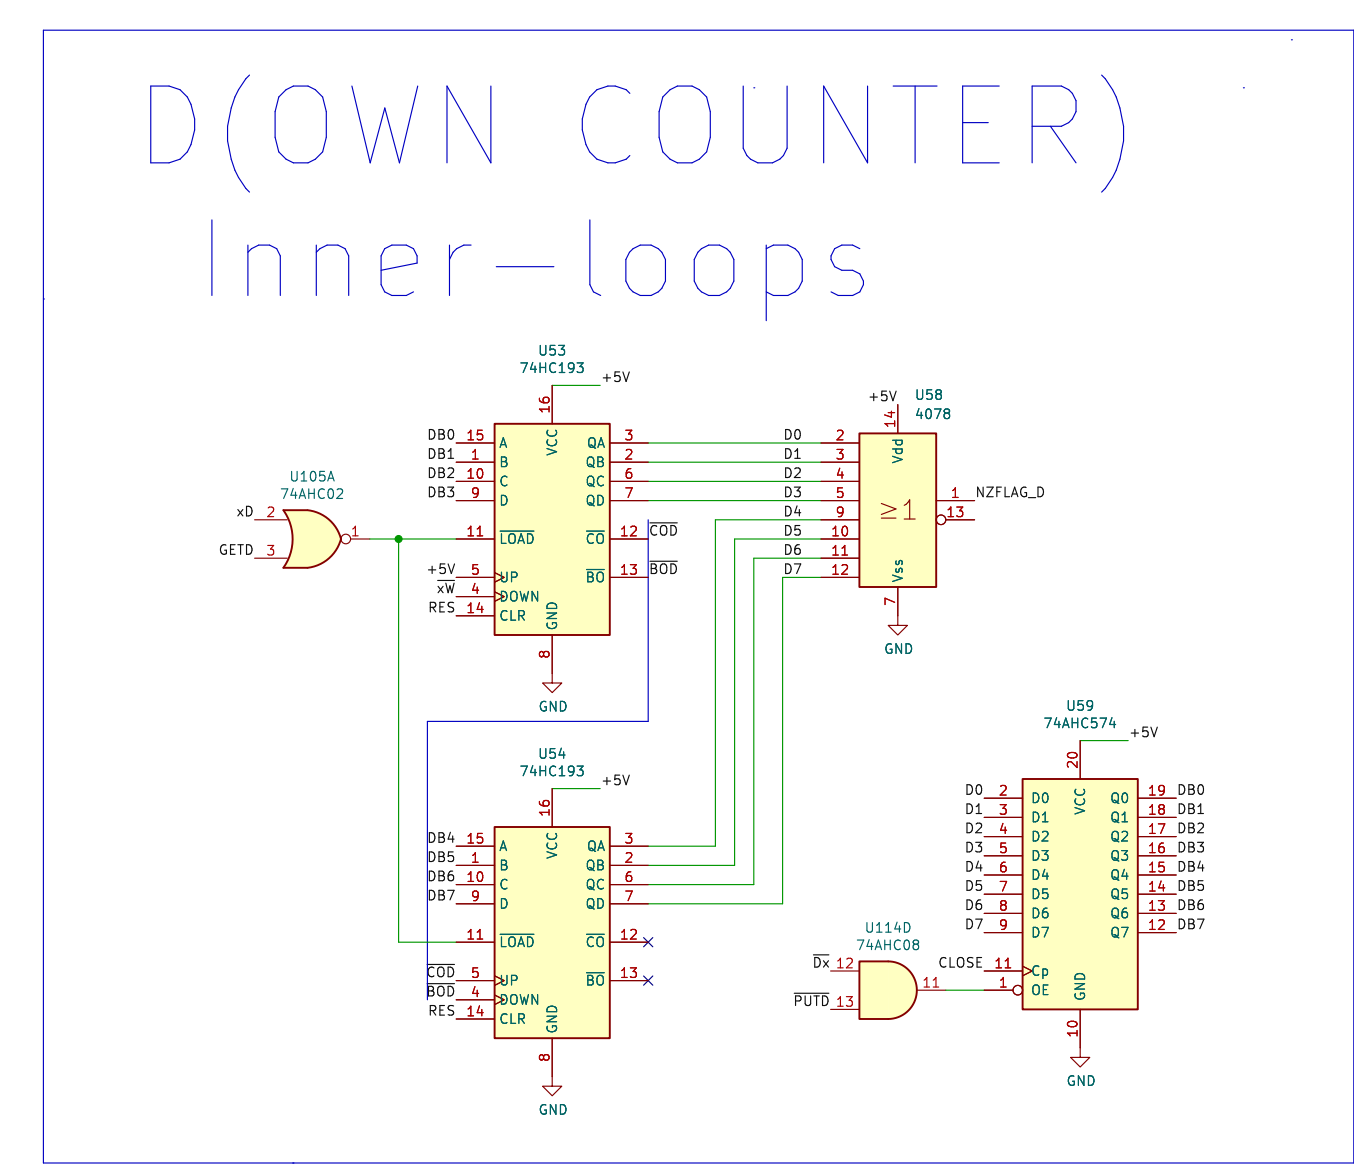 D(OWN COUNTER)
Inner-loops
U53
74HC193
+5V
16
VCC
DB0 15 A
DB1 1 B
DB2 10 C
DB3 9 D
11 LOAD
+5V 5 UP
xW 4 DOWN
RES 14 CLR
QA 3
QB 2
QC 6
QD 7
CO 12 COD
BO 13 BOD
GND
8
GND
U105A
74AHC02
xD 2
GETD 3
1
U58
4078
+5V
14
Vdd
D0 2
D1 3
D2 4
D3 5
D4 9
D5 10
D6 11
D7 12
≥1
1 NZFLAG_D
13
Vss
7
GND
U54
74HC193
+5V
16
VCC
DB4 15 A
DB5 1 B
DB6 10 C
DB7 9 D
11 LOAD
COD 5 UP
BOD 4 DOWN
RES 14 CLR
QA 3
QB 2
QC 6
QD 7
CO 12
BO 13
GND
8
GND
U59
74AHC574
+5V
20
VCC
D0 2 D0
D1 3 D1
D2 4 D2
D3 5 D3
D4 6 D4
D5 7 D5
D6 8 D6
D7 9 D7
CLOSE 11 Cp
1 OE
Q0 19 DB0
Q1 18 DB1
Q2 17 DB2
Q3 16 DB3
Q4 15 DB4
Q5 14 DB5
Q6 13 DB6
Q7 12 DB7
GND
10
GND
U114D
74AHC08
Dx 12
PUTD 13
11